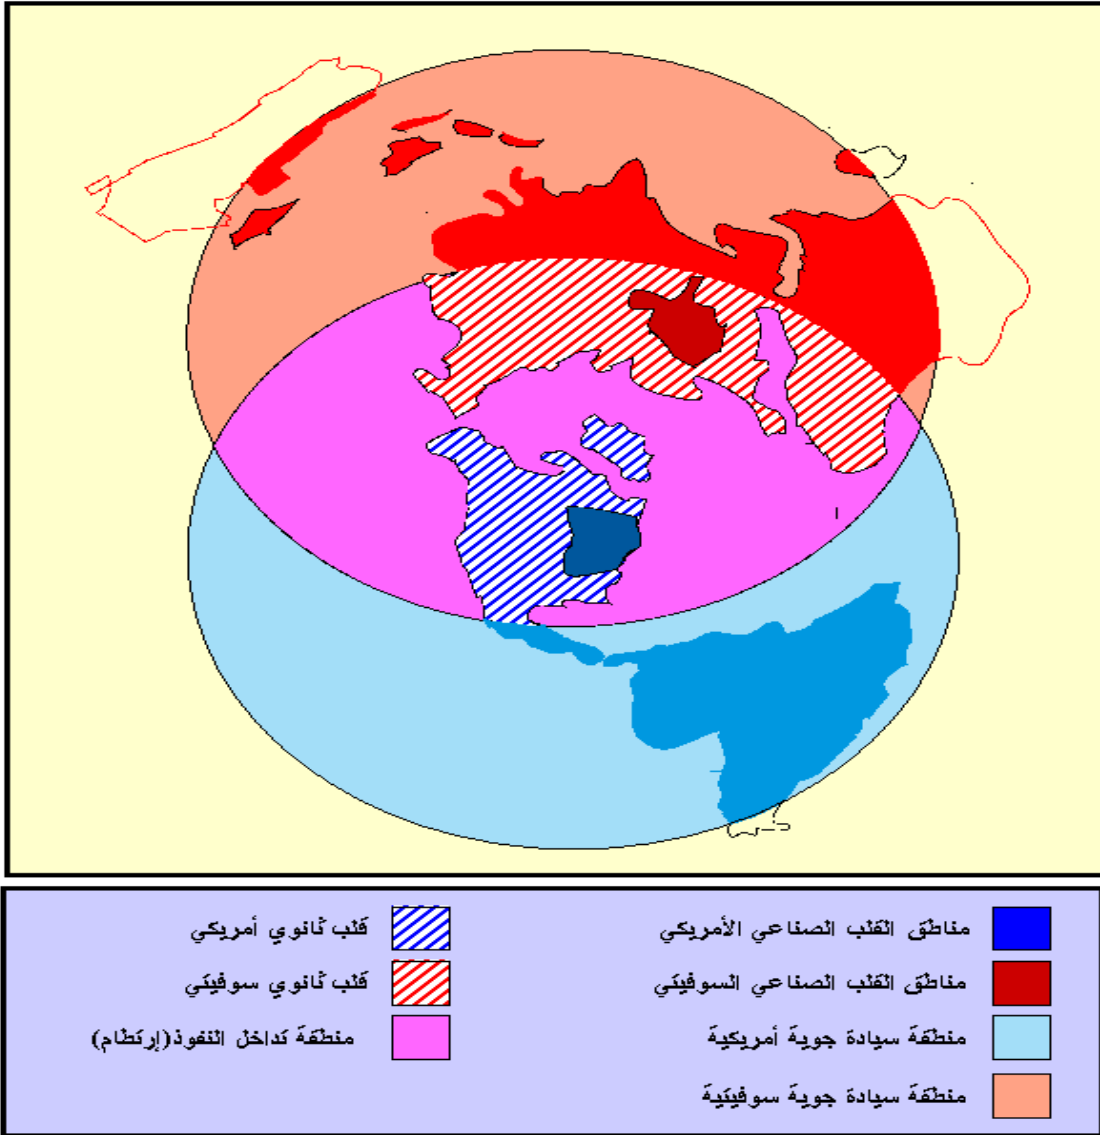 مناطق القلب الصناعي الأمريكي
مناطق القلب الصناعي السوفيتي
منطقة سيادة جوية أمريكية
منطقة سيادة جوية سوفيتية
قلب ثانوي أمريكي
قلب ثانوي سوفيتي
منطقة تداخل النفوذ(إرتطام)